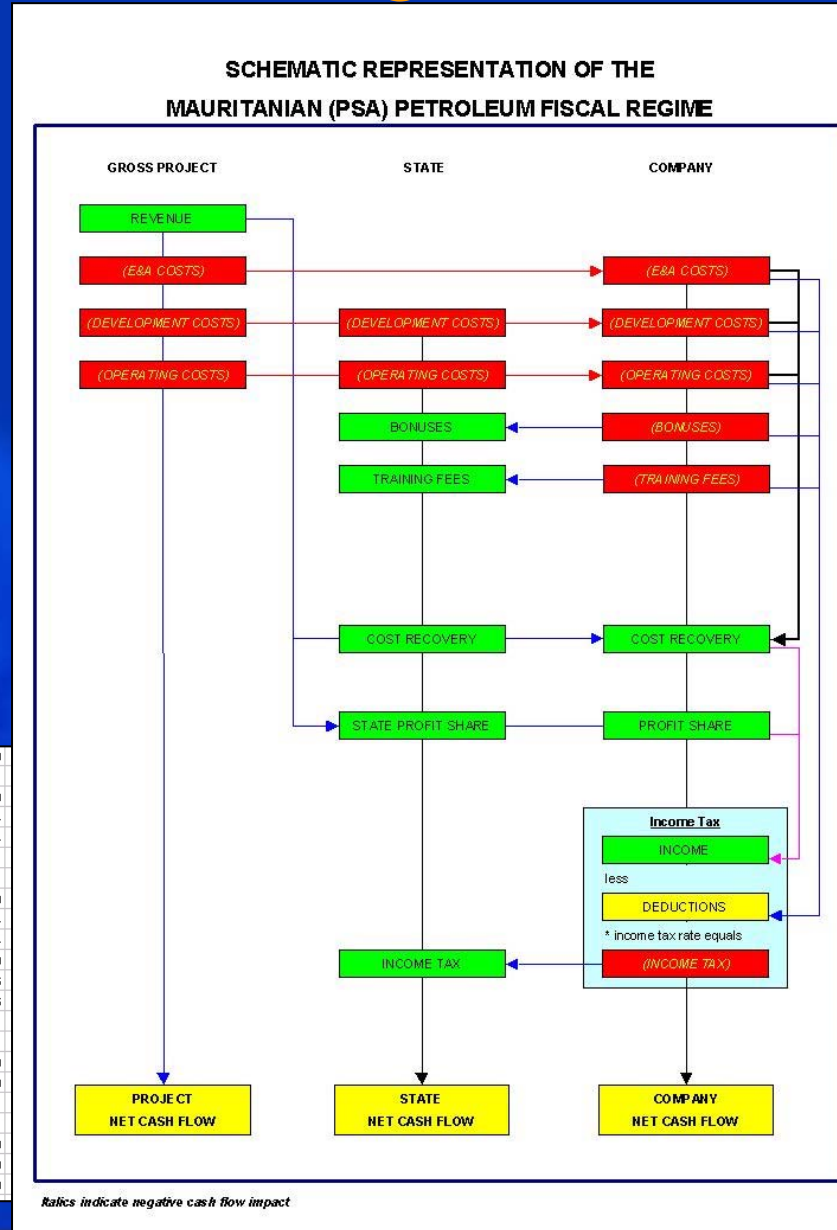 SCHEMATIC REPRESENTATION OF THE
MAURITANIAN (PSA) PETROLEUM FISCAL REGIME
GROSS PROJECT STATE COMPANY
REVENUE
(E&A COSTS) (E&A COSTS)
(DEVELOPMENT COSTS) (DEVELOPMENT COSTS) (DEVELOPMENT COSTS)
(OPERATING COSTS) (OPERATING COSTS) (OPERATING COSTS)
BONUSES (BONUSES)
TRAINING FEES (TRAINING FEES)
COST RECOVERY COST RECOVERY
STATE PROFIT SHARE PROFIT SHARE
Income Tax
INCOME
less
DEDUCTIONS
* income tax rate equals
INCOME TAX (INCOME TAX)
PROJECT STATE COMPANY
NET CASH FLOW NET CASH FLOW NET CASH FLOW
Italics indicate negative cash flow impact